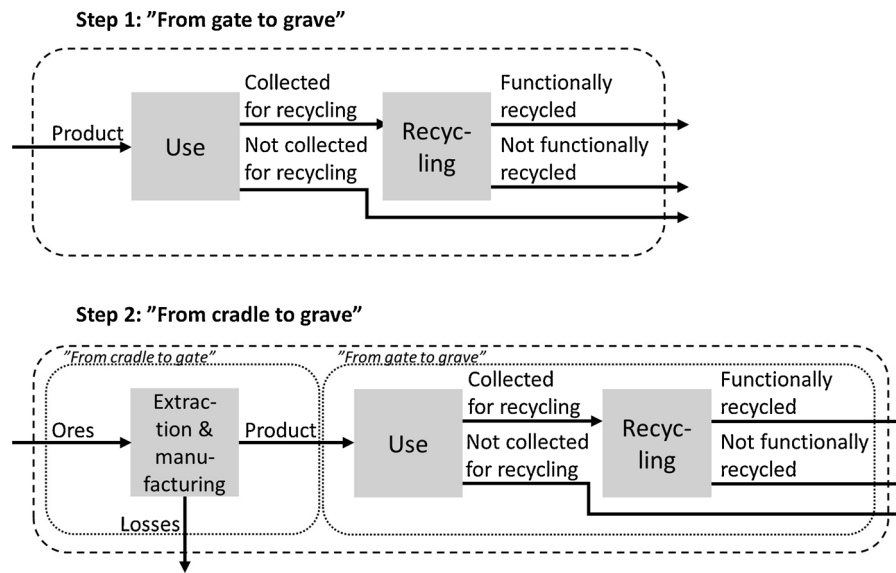 Step 1: ”From gate to grave”
Product
Use
Collected
for recycling
Not collected
for recycling
Recyc-
ling
Functionally
recycled
Not functionally
recycled
Step 2: ”From cradle to grave”
”From cradle to gate”
”From gate to grave”
Ores
Extrac-
tion &
manu-
facturing
Losses
Product
Use
Collected
for recycling
Not collected
for recycling
Recyc-
ling
Functionally
recycled
Not functionally
recycled